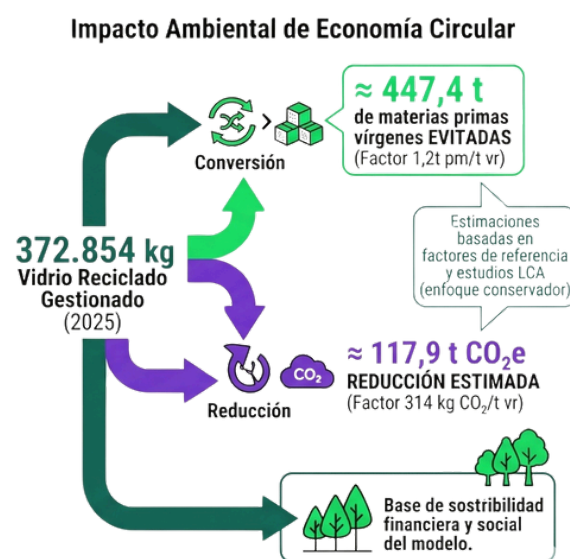 Impacto Ambiental de Economía Circular
≈ 447,4 t
de materias primas
vírgenes EVITADAS
(Factor 1,2t pm/t vr)
Conversión
372.854 kg
Vidrio Reciclado
Gestionado
(2025)
Estimaciones
basadas en
factores de referencia
y estudios LCA
(enfoque conservador)
CO₂
Reducción
≈ 117,9 t CO₂e
REDUCCIÓN ESTIMADA
(Factor 314 kg CO₂/t vr)
Base de sostribilidad
financiera y social
del modelo.